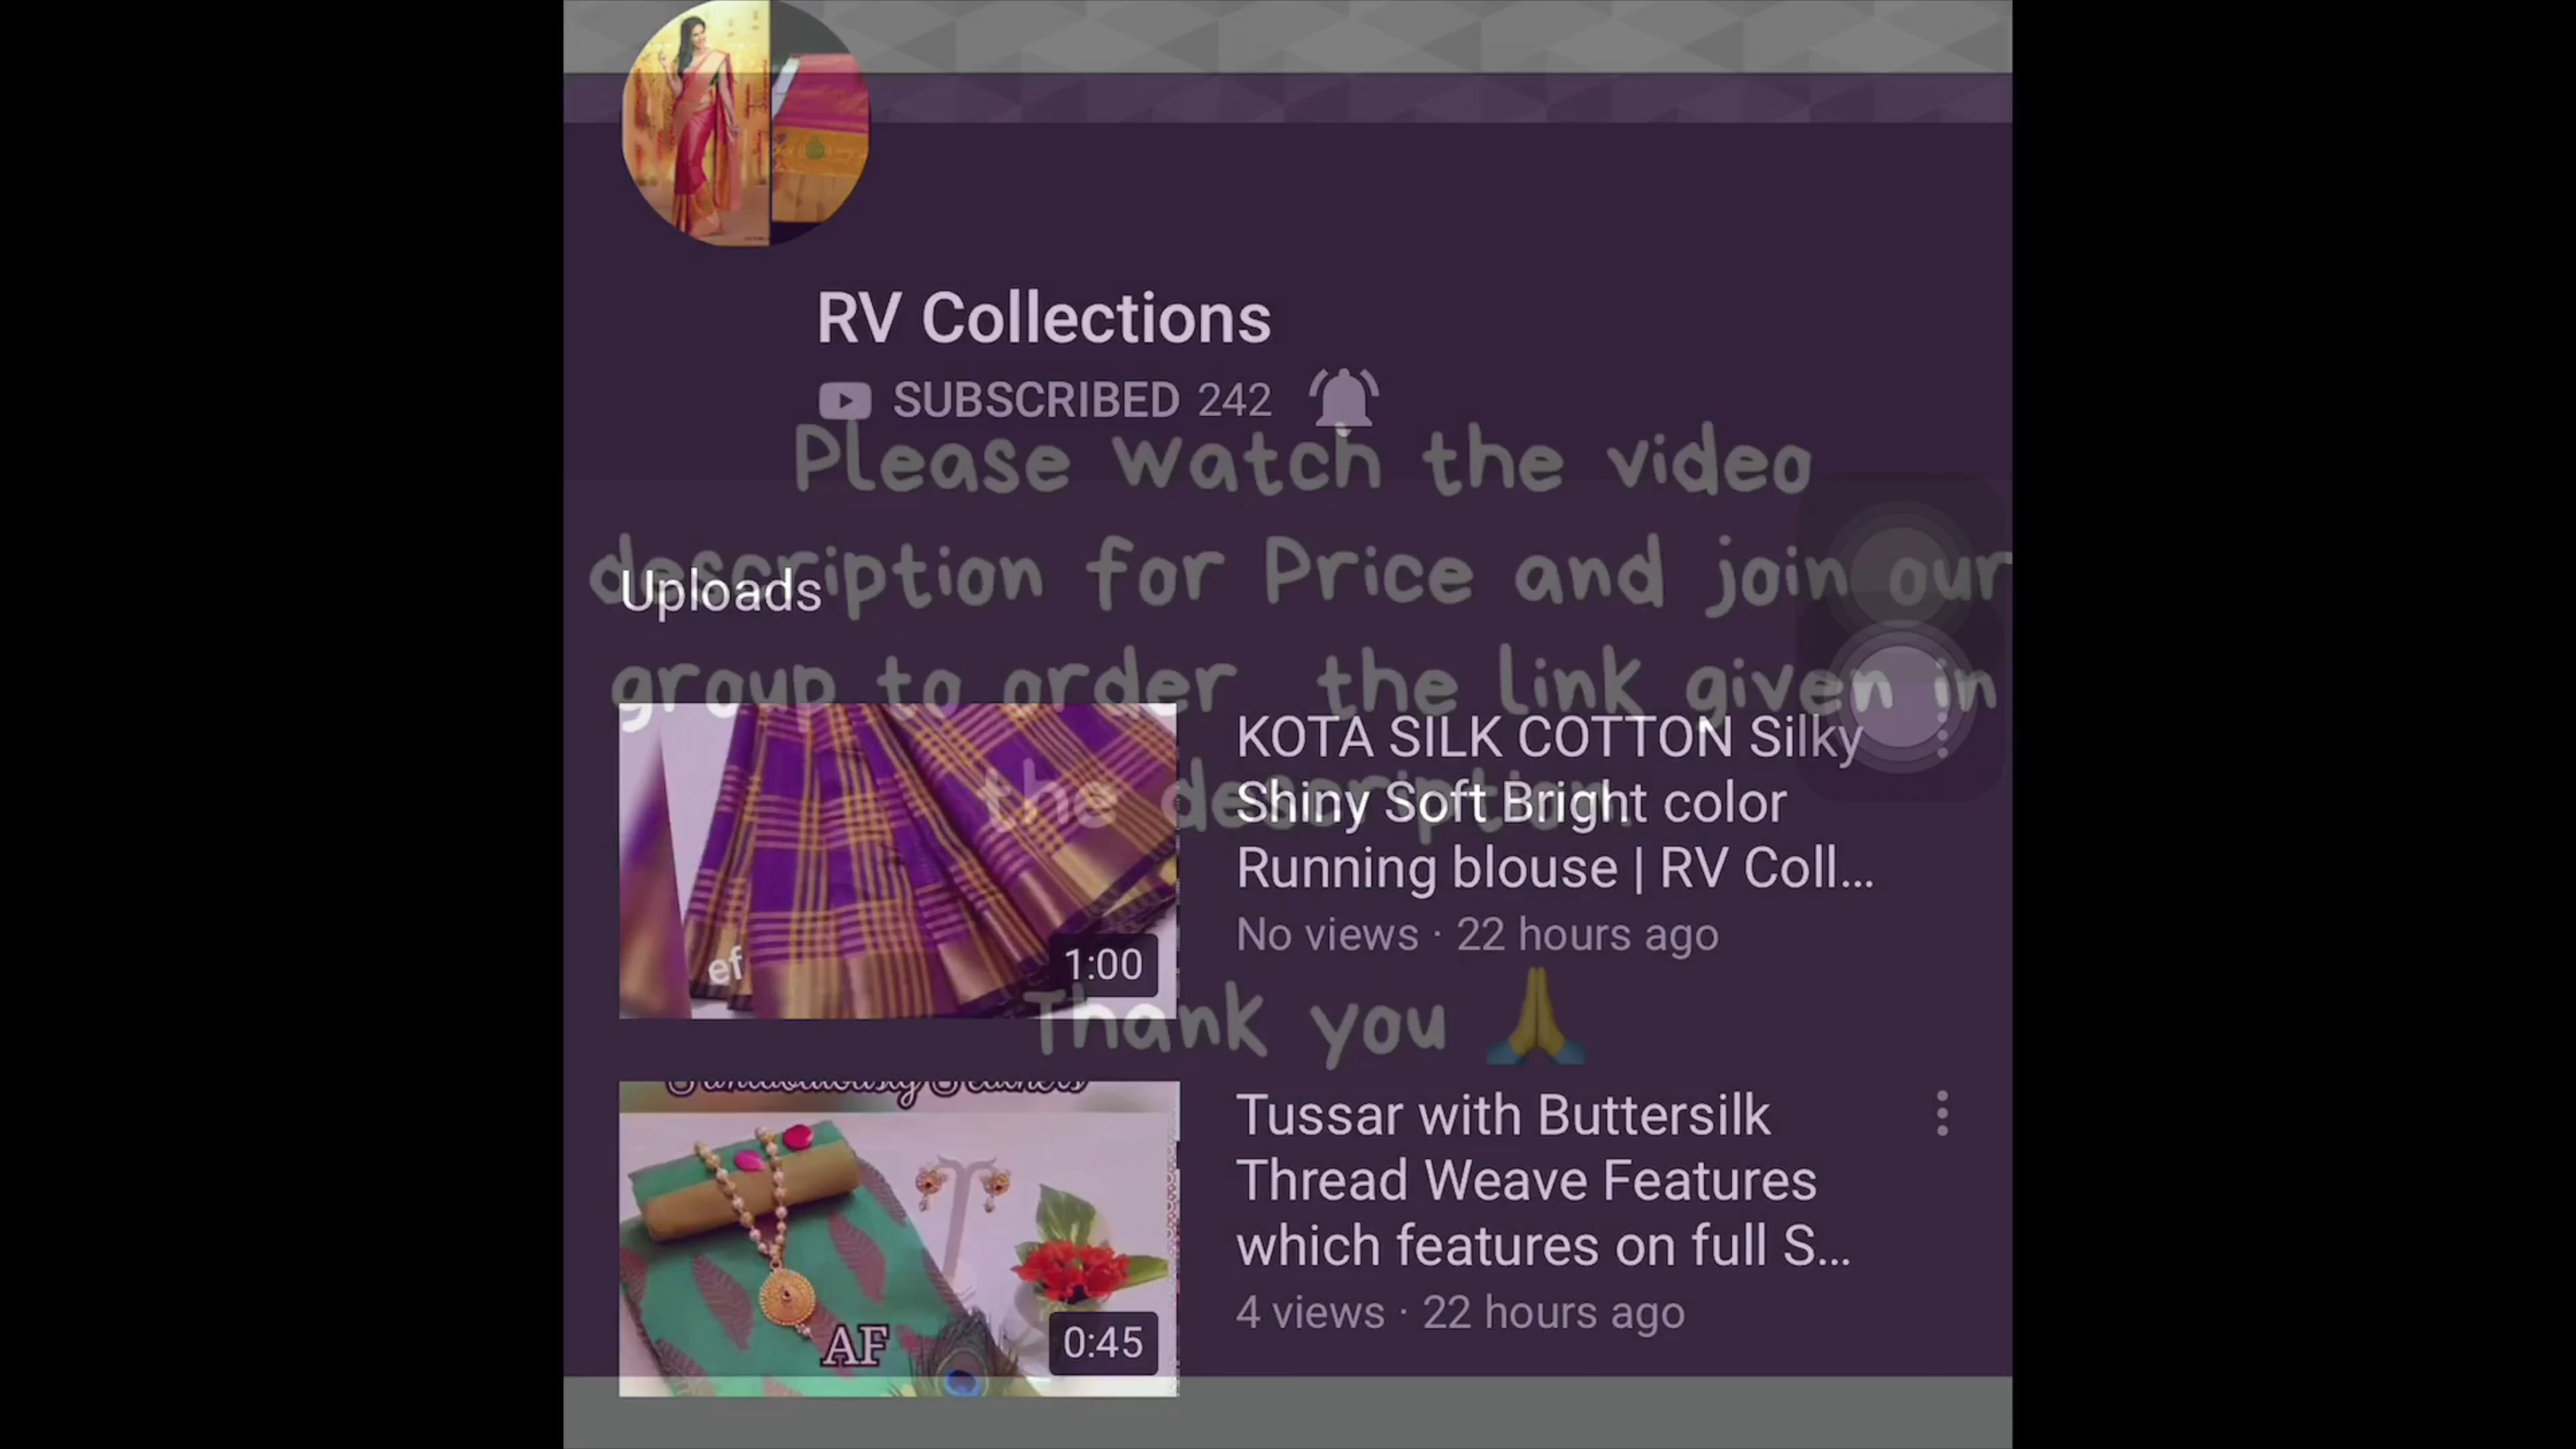 RV Collections
SUBSCRIBED 242
Please watch the video
description for Price and join our
group to order the link given in
the description
Thank you 🙏
Uploads
KOTA SILK COTTON Silky
Shiny Soft Bright color
Running blouse | RV Coll...
No views · 22 hours ago
ef
1:00
Tussar with Buttersilk
Thread Weave Features
which features on full S...
4 views · 22 hours ago
AF
0:45